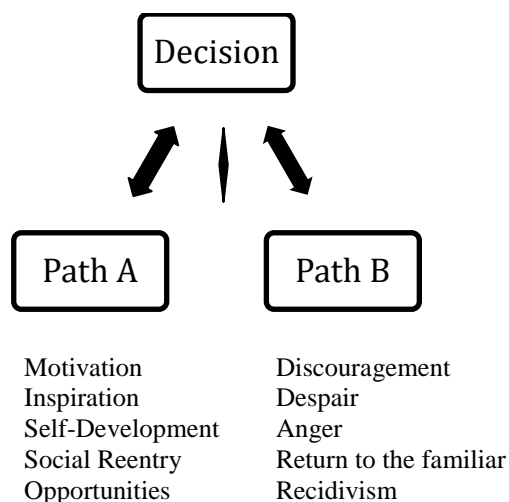 Decision
Path A
Path B
Motivation
Inspiration
Self-Development
Social Reentry
Opportunities
Discouragement
Despair
Anger
Return to the familiar
Recidivism